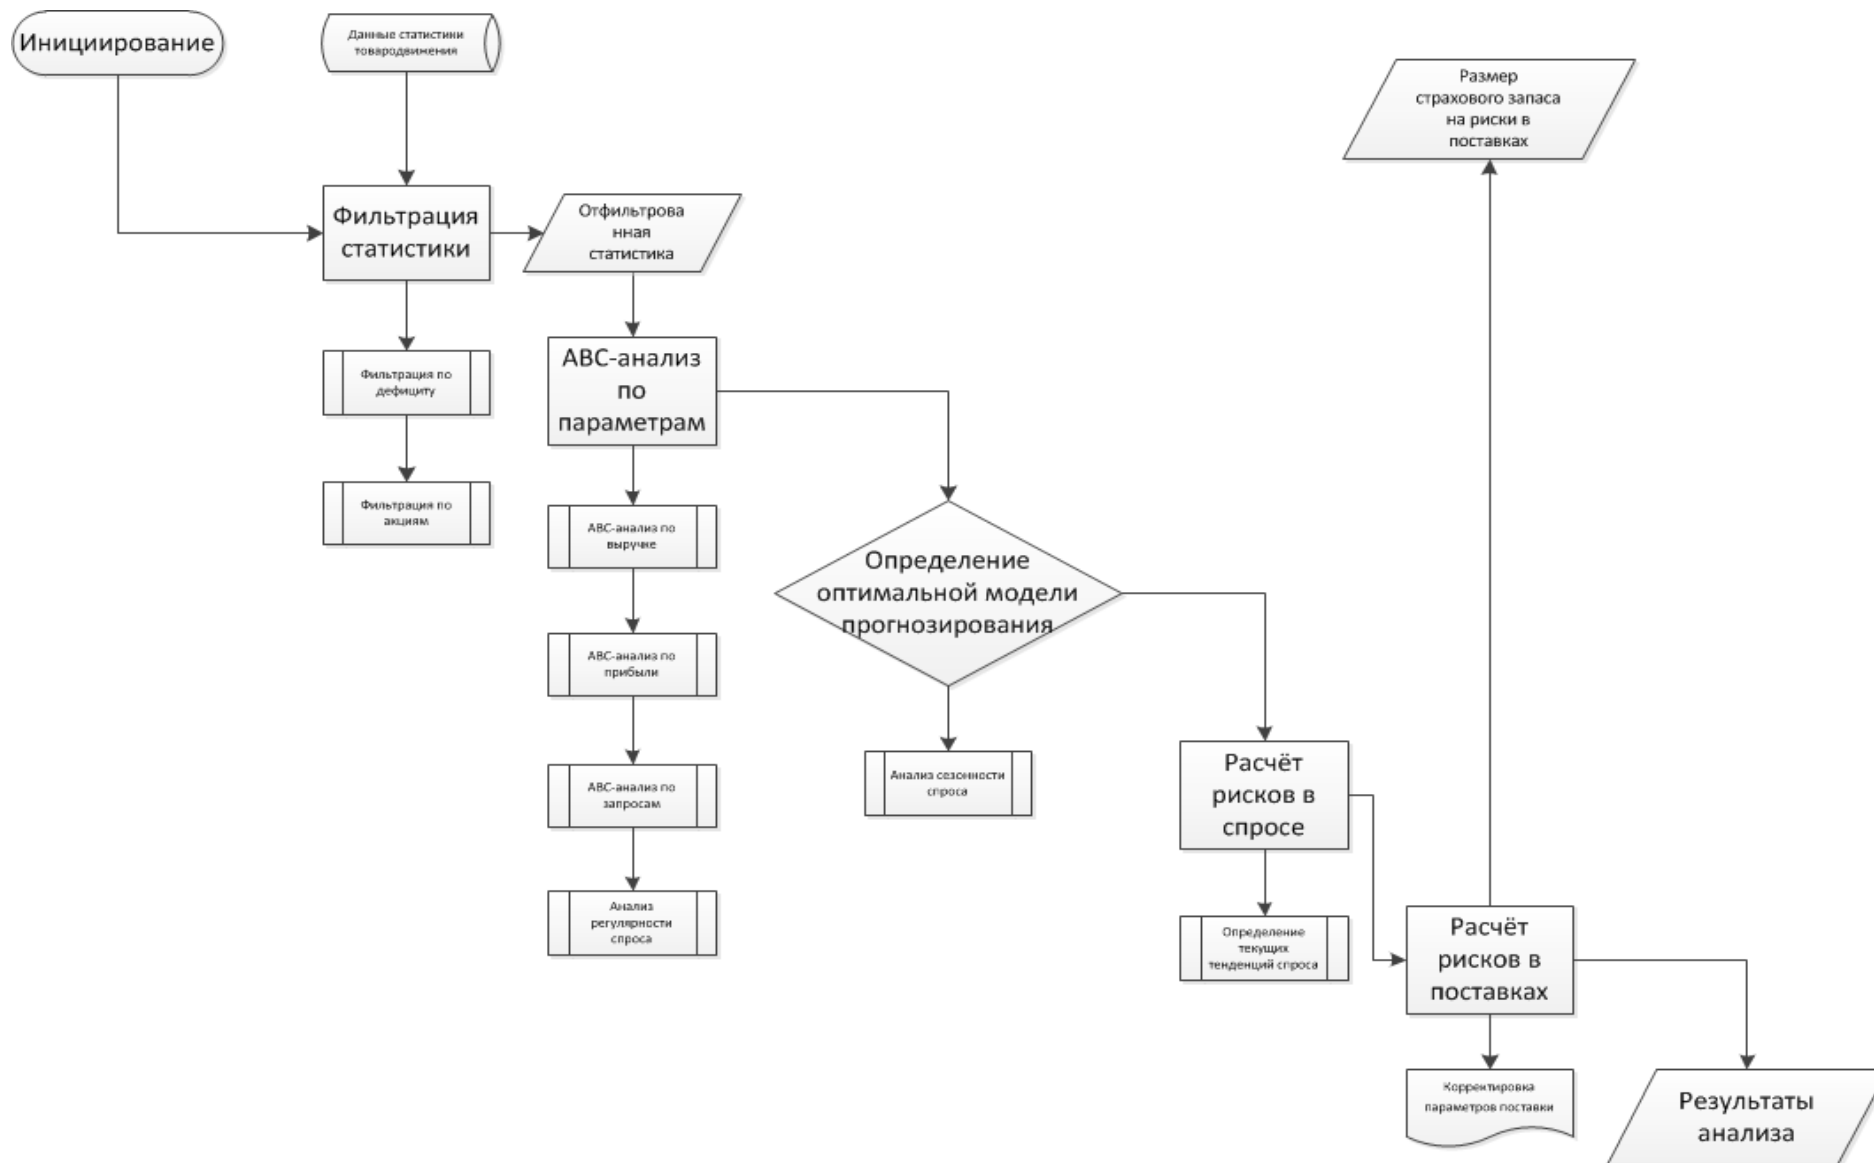 Инициирование
Данные статистики
товародвижения
Размер
страхового запаса
на риски в
поставках
Фильтрация
статистики
Отфильтрова
нная
статистика
Фильтрация по
дефициту
Фильтрация по
акциям
ABC-анализ
по
параметрам
ABC-анализ по
выручке
ABC-анализ по
прибыли
ABC-анализ по
запросам
Анализ
регулярности
спроса
Определение
оптимальной модели
прогнозирования
Анализ сезонности
спроса
Расчёт
рисков в
спросе
Определение
текущих
тенденций спроса
Расчёт
рисков в
поставках
Корректировка
параметров поставки
Результаты
анализа